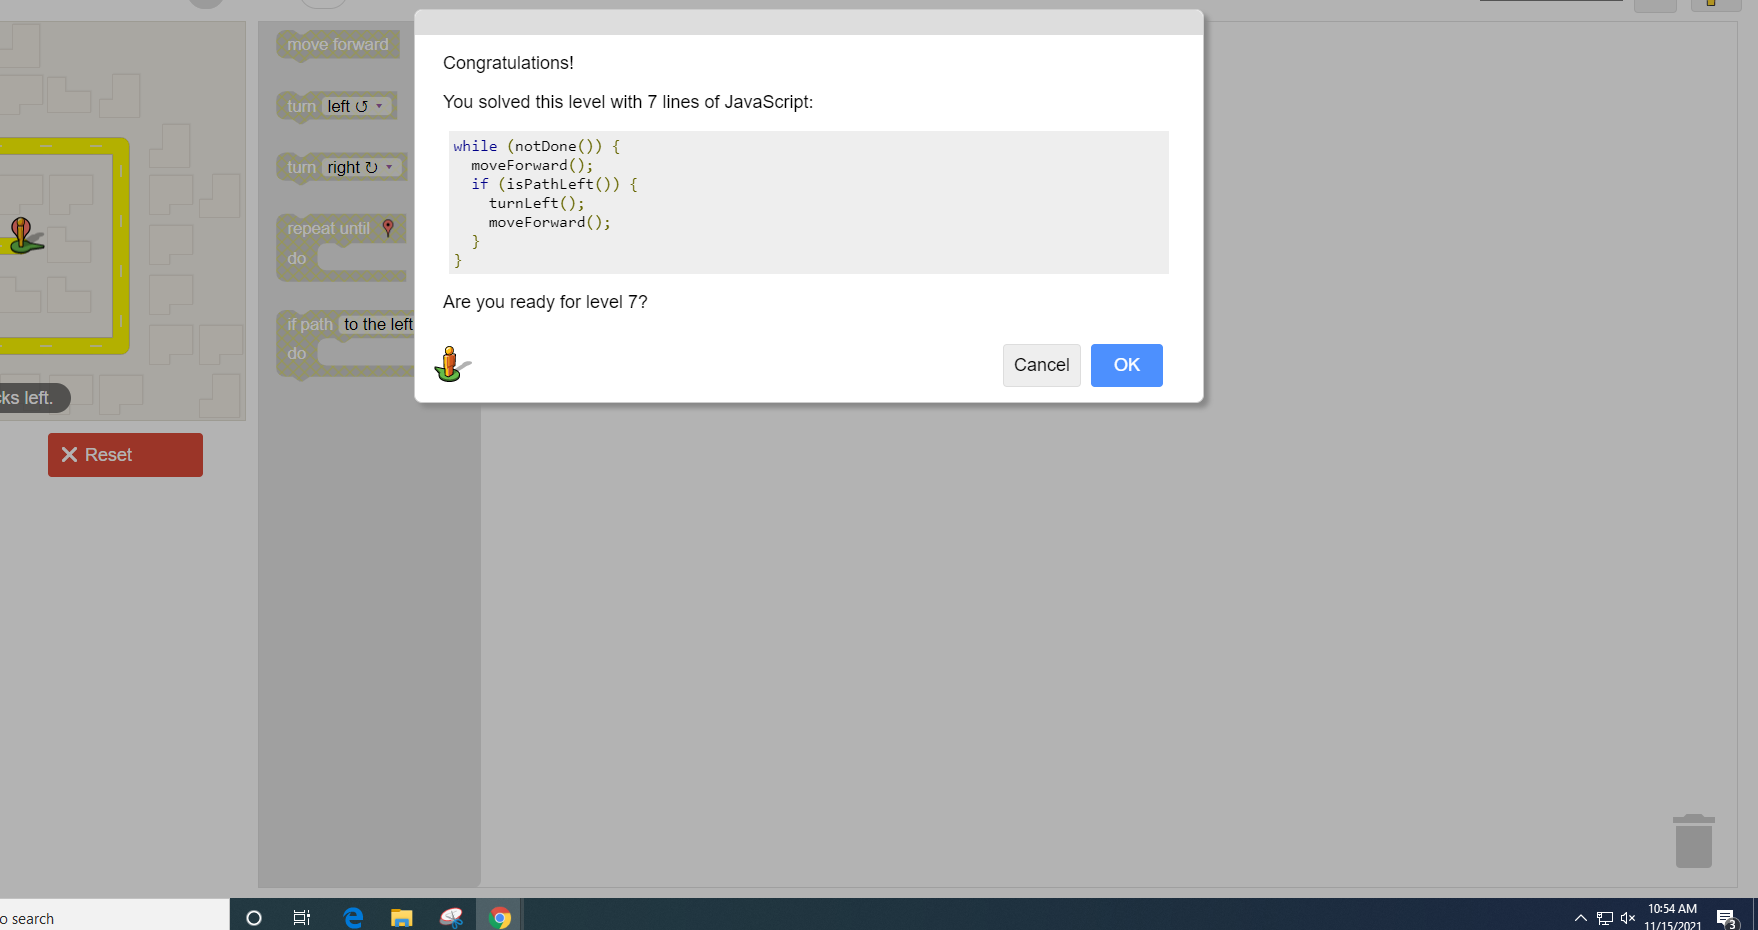 move forward
turn left ↺ ▾
turn right ↻ ▾
repeat until
do
if path to the left
do
cks left.
Reset
Congratulations!
You solved this level with 7 lines of JavaScript:
while (notDone()) {
  moveForward();
  if (isPathLeft()) {
    turnLeft();
    moveForward();
  }
}
Are you ready for level 7?
Cancel
OK
o search
10:54 AM
11/15/2021
3